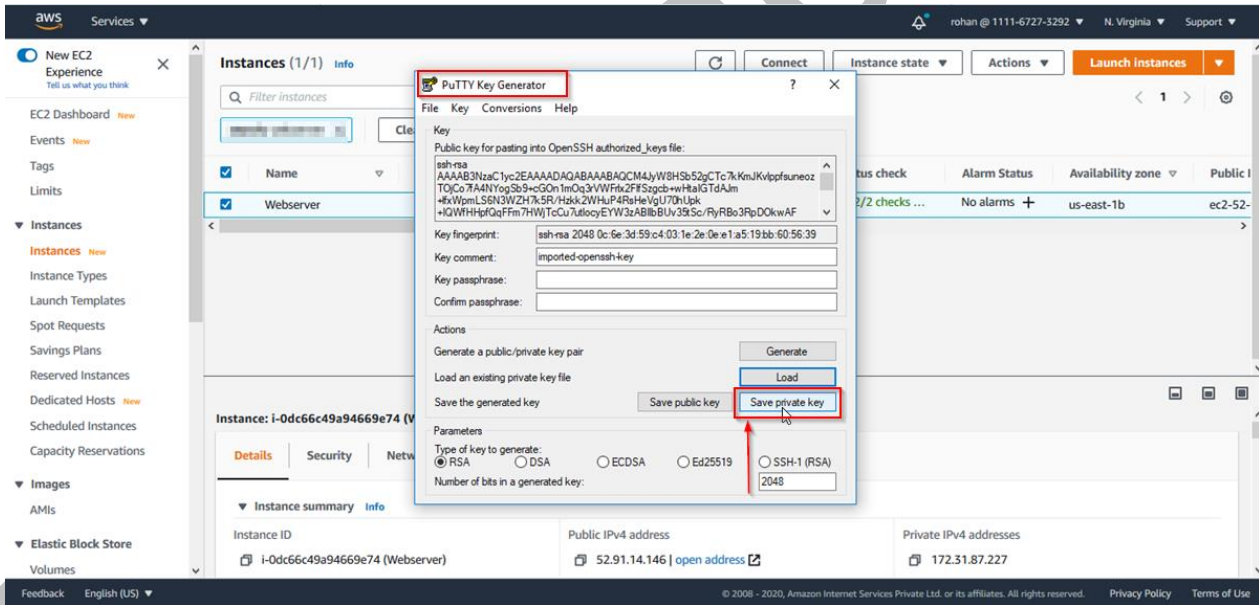 aws Services ▼ rohan @ 1111-6727-3292 ▼ N. Virginia ▼ Support ▼
New EC2
Experience
Tell us what you think
EC2 Dashboard New
Events New
Tags
Limits
▼ Instances
Instances New
Instance Types
Launch Templates
Spot Requests
Savings Plans
Reserved Instances
Dedicated Hosts New
Scheduled Instances
Capacity Reservations
▼ Images
AMIs
▼ Elastic Block Store
Volumes
Instances (1/1) Info
Connect Instance state ▼ Actions ▼ Launch instances ▼
Filter instances
1
Cle
Name
tus check Alarm Status Availability zone Public I
Webserver
2/2 checks ... No alarms + us-east-1b ec2-52-
PuTTY Key Generator ? ×
File Key Conversions Help
Key
Public key for pasting into OpenSSH authorized_keys file:
ssh-rsa
Key fingerprint: ssh-rsa 2048 0c:6e:3d:59:c4:03:1e:2e:0e:e1:a5:19:bb:60:56:39
Key comment: imported-openssh-key
Key passphrase:
Confirm passphrase:
Actions
Generate a public/private key pair Generate
Load an existing private key file Load
Save the generated key Save public key Save private key
Parameters
Type of key to generate:
RSA DSA ECDSA Ed25519 SSH-1 (RSA)
Number of bits in a generated key: 2048
Instance: i-0dc66c49a94669e74 (W
Details Security Netw
▼ Instance summary Info
Instance ID Public IPv4 address Private IPv4 addresses
i-0dc66c49a94669e74 (Webserver) 52.91.14.146 | open address 172.31.87.227
Feedback English (US) ▼ © 2008 - 2020, Amazon Internet Services Private Ltd. or its affiliates. All rights reserved. Privacy Policy Terms of Use